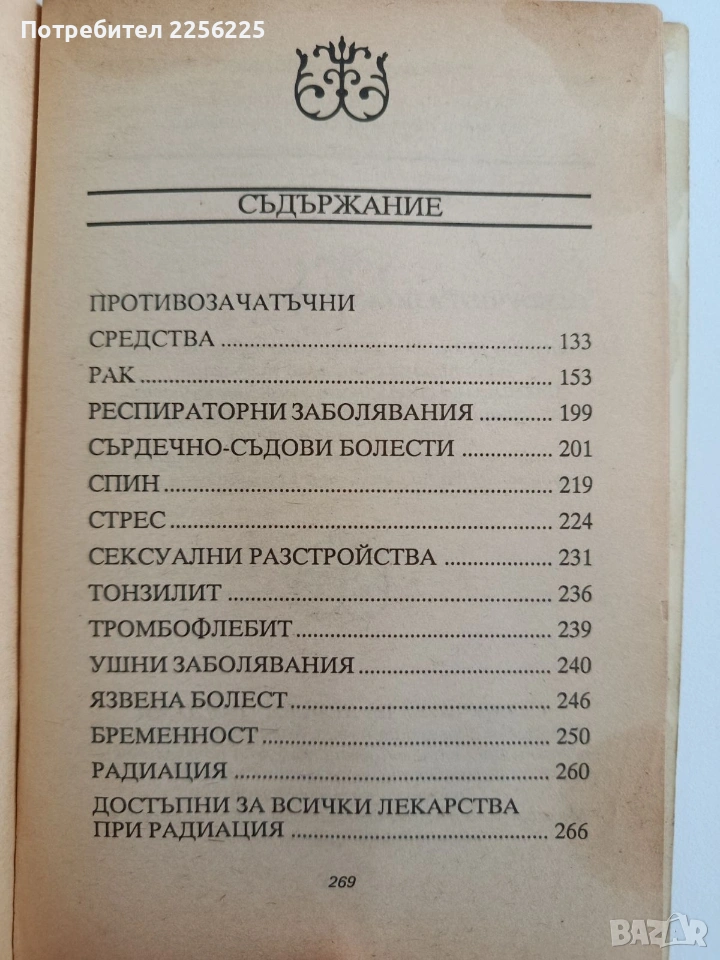 Потребител 2256225
СЪДЪРЖАНИЕ
ПРОТИВОЗАЧАТЪЧНИ
СРЕДСТВА ........ 133
РАК ........ 153
РЕСПИРАТОРНИ ЗАБОЛЯВАНИЯ ........ 199
СЪРДЕЧНО-СЪДОВИ БОЛЕСТИ ........ 201
СПИН ........ 219
СТРЕС ........ 224
СЕКСУАЛНИ РАЗСТРОЙСТВА ........ 231
ТОНЗИЛИТ ........ 236
ТРОМБОФЛЕБИТ ........ 239
УШНИ ЗАБОЛЯВАНИЯ ........ 240
ЯЗВЕНА БОЛЕСТ ........ 246
БРЕМЕННОСТ ........ 250
РАДИАЦИЯ ........ 260
ДОСТЪПНИ ЗА ВСИЧКИ ЛЕКАРСТВА
ПРИ РАДИАЦИЯ ........ 266
269
BAZAR